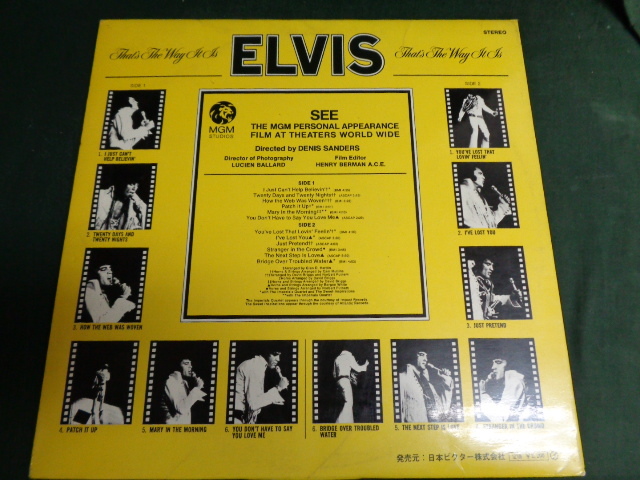 STEREO
That's The Way It Is
ELVIS
That's The Way It Is
SIDE 1
SIDE 2
MGM
STUDIOS
SEE
THE MGM PERSONAL APPEARANCE
FILM AT THEATERS WORLD WIDE
Directed by DENIS SANDERS
Director of Photography
LUCIEN BALLARD
Film Editor
HENRY BERMAN A.C.E.
SIDE 1
I Just Can't Help Believin'
Twenty Days and Twenty Nights
How the Web Was Woven
Patch It Up
Mary in the Morning
You Don't Have to Say You Love Me
SIDE 2
You've Lost That Lovin' Feelin'
I've Lost You
Just Pretend
Stranger in the Crowd
The Next Step Is Love
Bridge Over Troubled Water
1. I JUST CAN'T
HELP BELIEVIN'
2. TWENTY DAYS AND
TWENTY NIGHTS
3. HOW THE WEB WAS WOVEN
1. YOU'VE LOST THAT
LOVIN' FEELIN'
2. I'VE LOST YOU
3. JUST PRETEND
4. PATCH IT UP
5. MARY IN THE MORNING
6. YOU DON'T HAVE TO SAY
YOU LOVE ME
6. BRIDGE OVER TROUBLED
WATER
5. THE NEXT STEP IS LOVE
4. STRANGER IN THE CROWD
発売元：日本ビクター株式会社